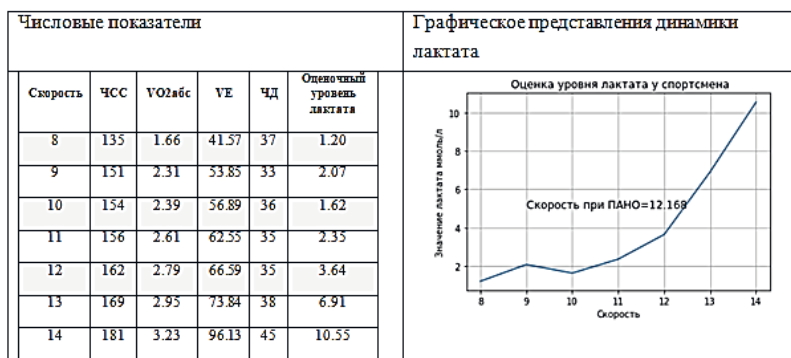 Числовые показатели
Графическое представления динамики
лактата
Скорость ЧСС VO2абс VE ЧД Оценочный уровень лактата
8 135 1.66 41.57 37 1.20
9 151 2.31 53.85 33 2.07
10 154 2.39 56.89 36 1.62
11 156 2.61 62.55 35 2.35
12 162 2.79 66.59 35 3.64
13 169 2.95 73.84 38 6.91
14 181 3.23 96.13 45 10.55
Оценка уровня лактата у спортсмена
Значение лактата ммоль/л
10
8
6
4
2
Скорость при ПАНО=12.168
8 9 10 11 12 13 14
Скорость